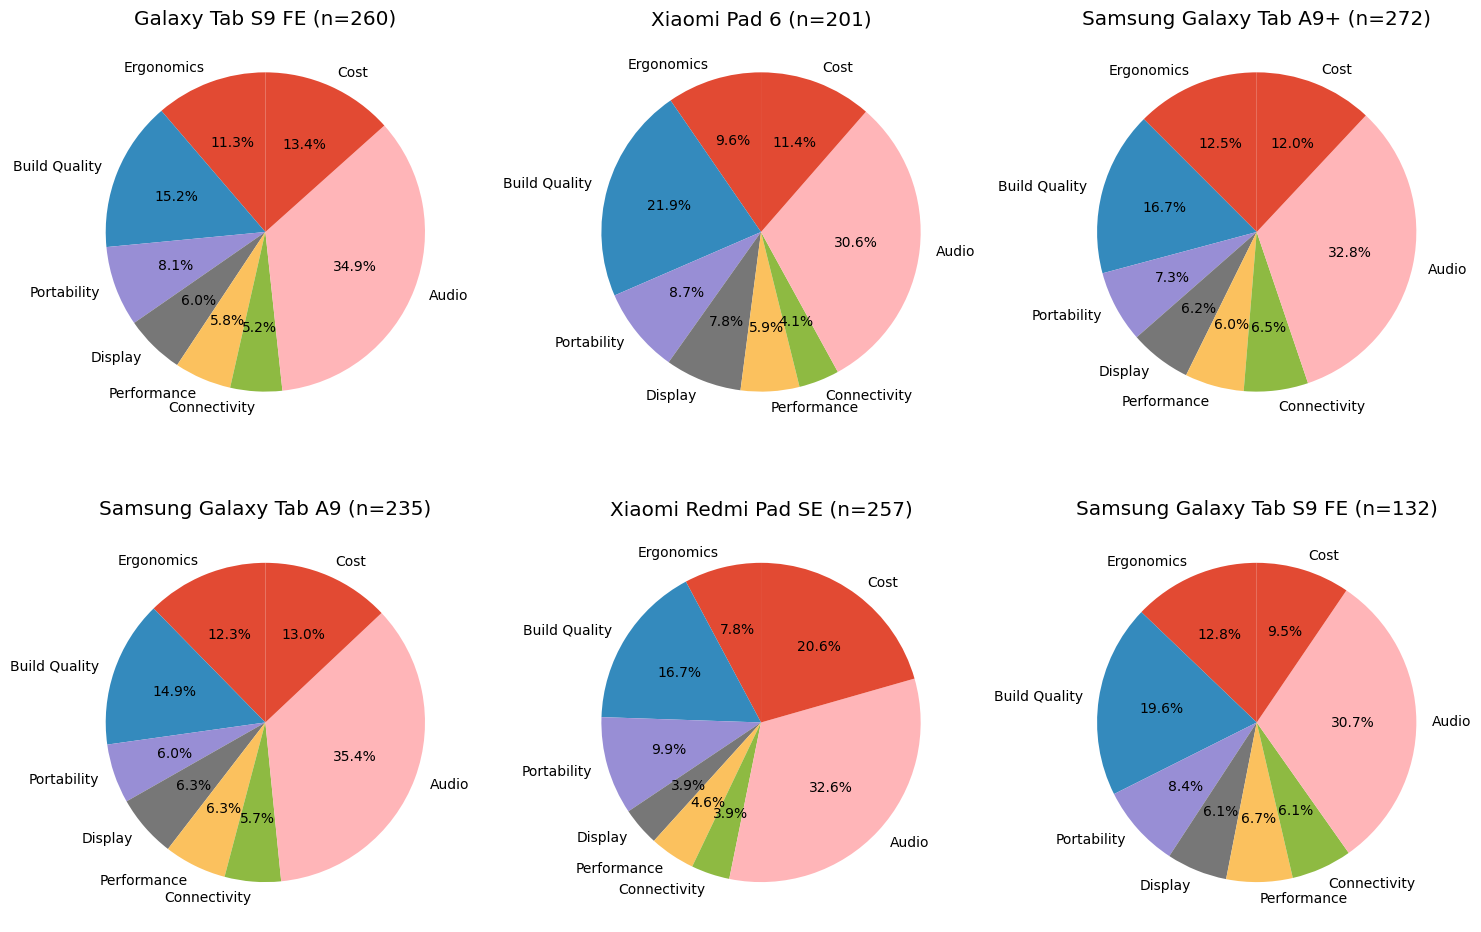 Galaxy Tab S9 FE (n=260)
Ergonomics
Cost
11.3%
13.4%
Build Quality
15.2%
Portability
8.1%
6.0%
34.9%
Audio
5.8%
5.2%
Display
Performance
Connectivity
Xiaomi Pad 6 (n=201)
Ergonomics
Cost
9.6%
11.4%
Build Quality
21.9%
30.6%
Audio
8.7%
Portability
7.8%
5.9%
4.1%
Display
Performance
Connectivity
Samsung Galaxy Tab A9+ (n=272)
Ergonomics
Cost
12.5%
12.0%
Build Quality
16.7%
32.8%
Audio
7.3%
Portability
6.2%
6.0%
6.5%
Display
Performance
Connectivity
Samsung Galaxy Tab A9 (n=235)
Ergonomics
Cost
12.3%
13.0%
Build Quality
14.9%
6.0%
35.4%
Portability
Audio
6.3%
6.3%
5.7%
Display
Performance
Connectivity
Xiaomi Redmi Pad SE (n=257)
Ergonomics
Cost
7.8%
20.6%
Build Quality
16.7%
9.9%
Portability
3.9%
32.6%
4.6%
3.9%
Display
Audio
Performance
Connectivity
Samsung Galaxy Tab S9 FE (n=132)
Ergonomics
Cost
12.8%
9.5%
Build Quality
19.6%
30.7%
Audio
8.4%
6.1%
6.7%
6.1%
Portability
Display
Connectivity
Performance